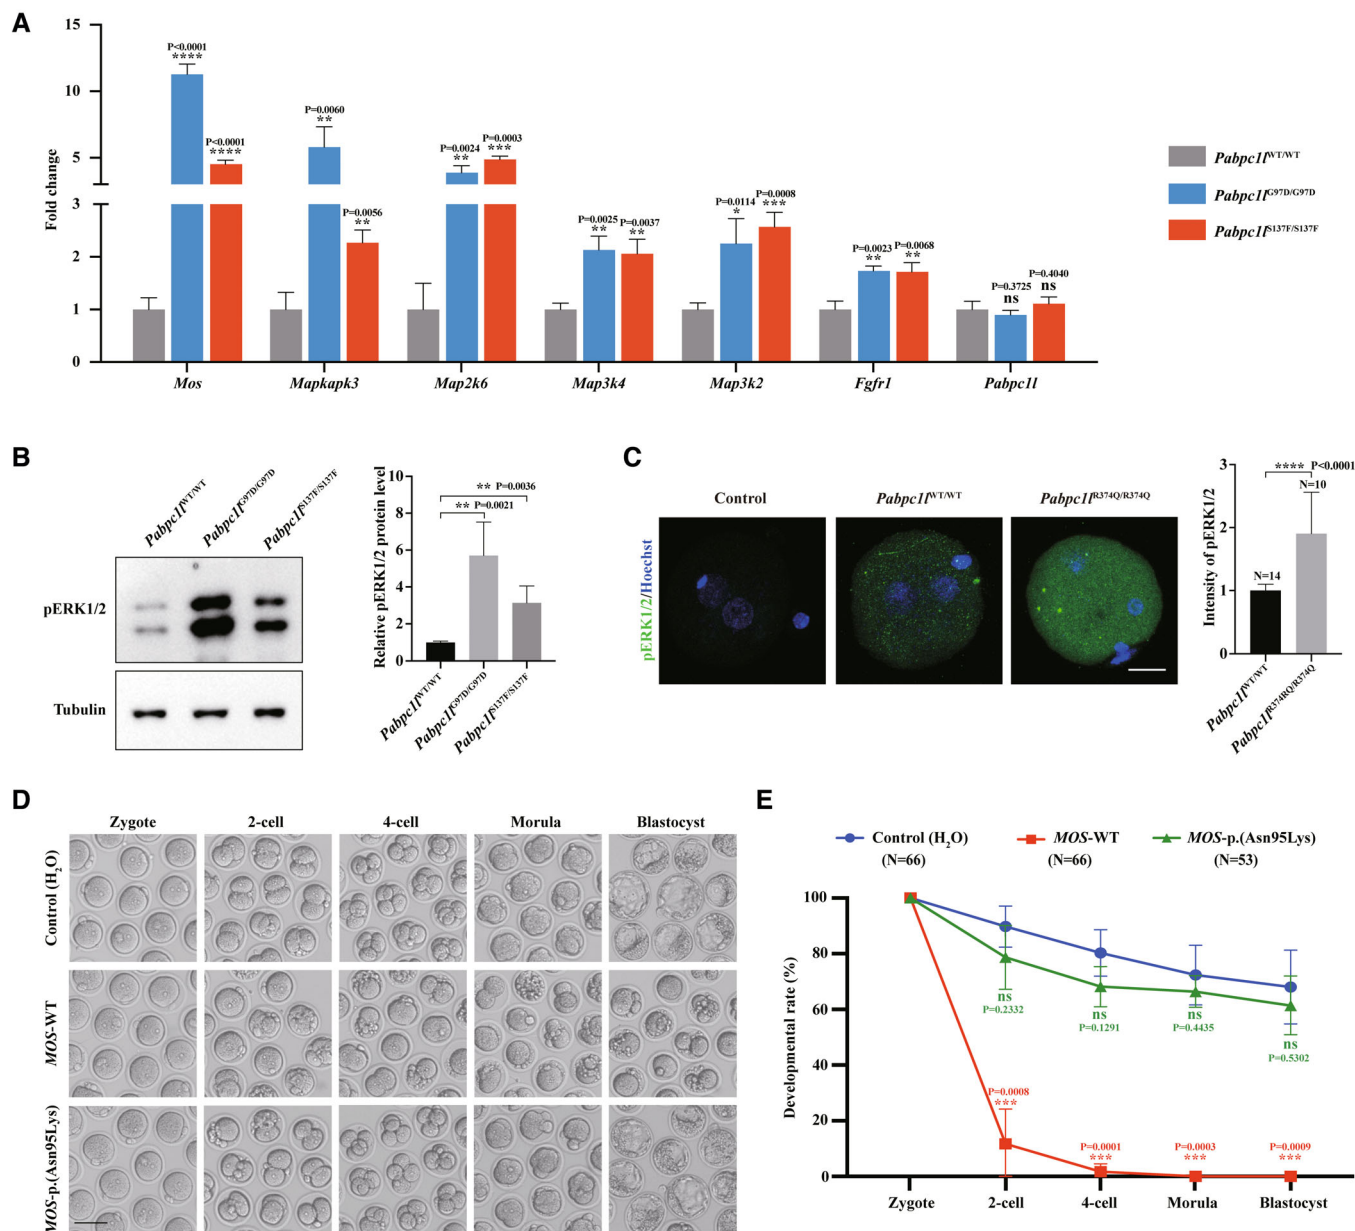 A
Fold change
15
10
5
3
2
1
0
P<0.0001
****
P<0.0001
****
P=0.0060
**
P=0.0056
**
P=0.0024
**
P=0.0003
***
P=0.0025
**
P=0.0037
**
P=0.0114
*
P=0.0008
***
P=0.0023
**
P=0.0068
**
P=0.3725
ns
P=0.4040
ns
Mos Mapkapk3 Map2k6 Map3k4 Map3k2 Fgfr1 Pabpc1l
Pabpc1l WT/WT
Pabpc1l G97D/G97D
Pabpc1l S137F/S137F
B
Pabpc1l WT/WT
Pabpc1l G97D/G97D
Pabpc1l S137F/S137F
pERK1/2
Tubulin
Relative pERK1/2 protein level
10
8
6
4
2
0
** P=0.0036
** P=0.0021
Pabpc1l WT/WT
Pabpc1l G97D/G97D
Pabpc1l S137F/S137F
C
Control Pabpc1l WT/WT Pabpc1l R374Q/R374Q
pERK1/2/Hoechst
Intensity of pERK1/2
3
2
1
0
**** P<0.0001
N=10
N=14
Pabpc1l WT/WT
Pabpc1l R374RQ/R374Q
D
Zygote 2-cell 4-cell Morula Blastocyst
Control (H2O)
MOS-WT
MOS-p.(Asn95Lys)
E
Control (H2O) MOS-WT MOS-p.(Asn95Lys)
(N=66) (N=66) (N=53)
Developmental rate (%)
100
80
60
40
20
0
ns
P=0.2332
ns
P=0.1291
ns
P=0.4435
ns
P=0.5302
P=0.0008
***
P=0.0001
***
P=0.0003
***
P=0.0009
***
Zygote 2-cell 4-cell Morula Blastocyst